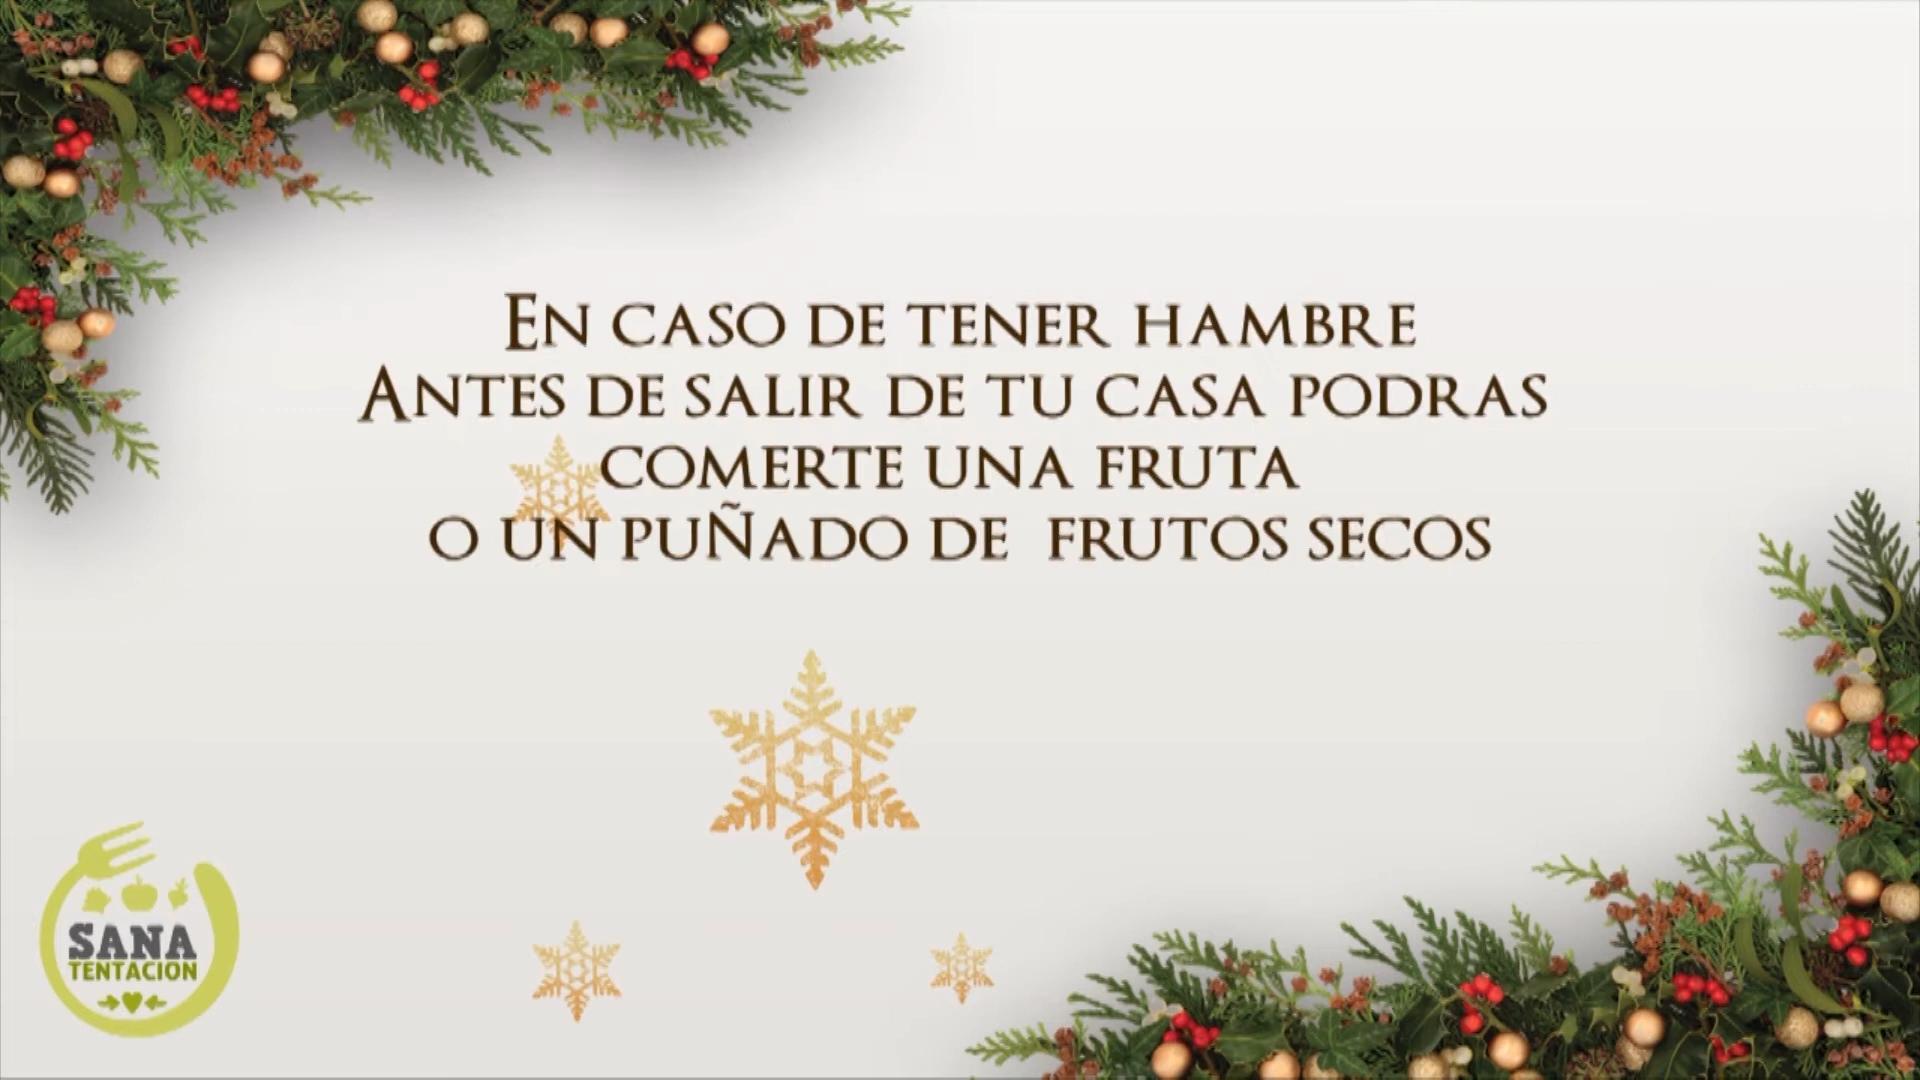 En caso de tener hambre
Antes de salir de tu casa podras
comerte una fruta
o un puÑado de frutos secos
SANA
TENTACION